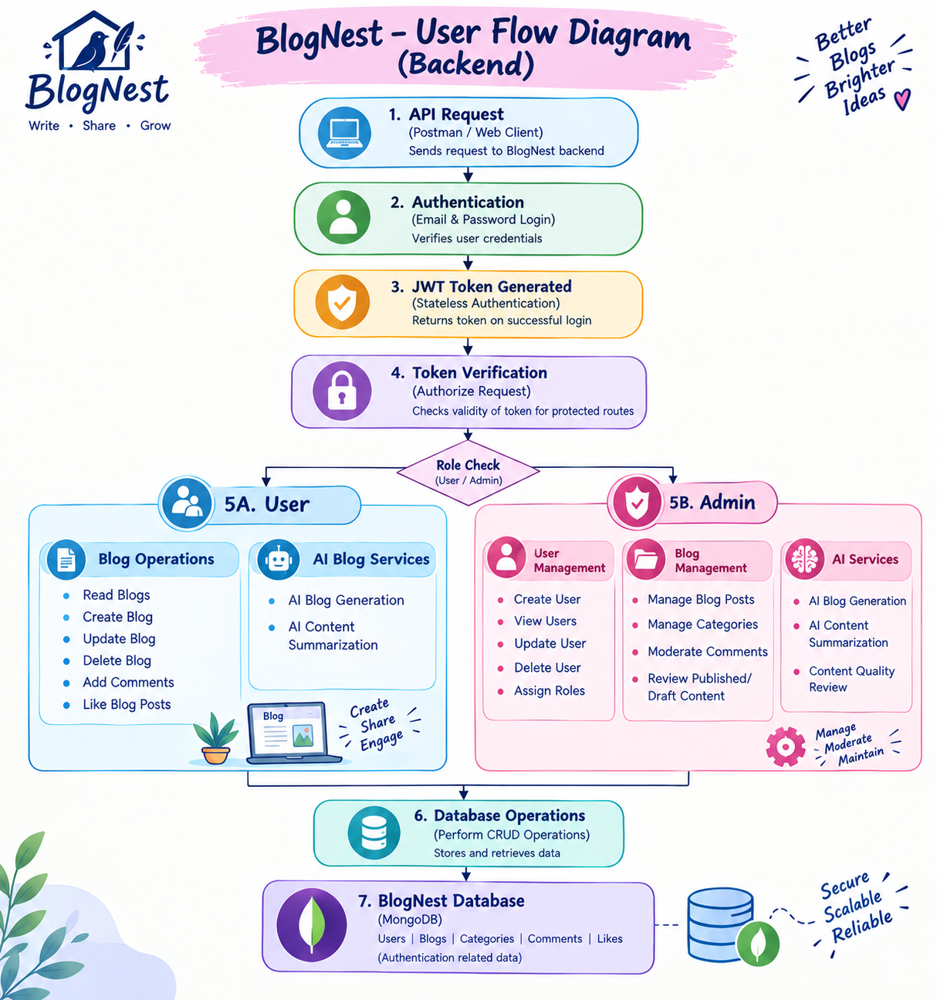 BlogNest
Write • Share • Grow
BlogNest – User Flow Diagram
(Backend)
Better
Blogs
Brighter
Ideas
1. API Request
(Postman / Web Client)
Sends request to BlogNest backend
2. Authentication
(Email & Password Login)
Verifies user credentials
3. JWT Token Generated
(Stateless Authentication)
Returns token on successful login
4. Token Verification
(Authorize Request)
Checks validity of token for protected routes
Role Check
(User / Admin)
5A. User
Blog Operations
• Read Blogs
• Create Blog
• Update Blog
• Delete Blog
• Add Comments
• Like Blog Posts
AI Blog Services
• AI Blog Generation
• AI Content
Summarization
Blog
Create
Share
Engage
5B. Admin
User
Management
• Create User
• View Users
• Update User
• Delete User
• Assign Roles
Blog
Management
• Manage Blog Posts
• Manage Categories
• Moderate Comments
• Review Published/
Draft Content
AI Services
• AI Blog Generation
• AI Content
Summarization
• Content Quality
Review
Manage
Moderate
Maintain
6. Database Operations
(Perform CRUD Operations)
Stores and retrieves data
7. BlogNest Database
(MongoDB)
Users | Blogs | Categories | Comments | Likes
(Authentication related data)
Secure
Scalable
Reliable